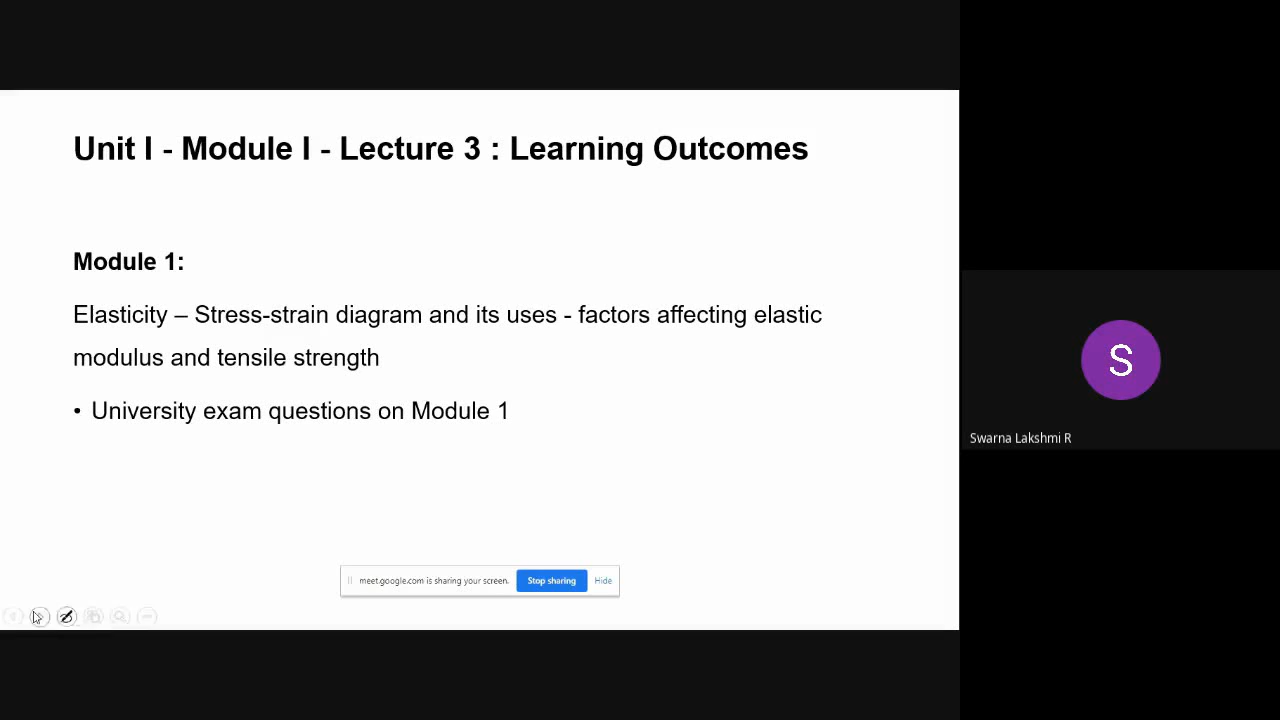 Unit I - Module I - Lecture 3 : Learning Outcomes
Module 1:
Elasticity – Stress-strain diagram and its uses - factors affecting elastic
modulus and tensile strength
• University exam questions on Module 1
meet.google.com is sharing your screen.
Stop sharing
Hide
S
Swarna Lakshmi R